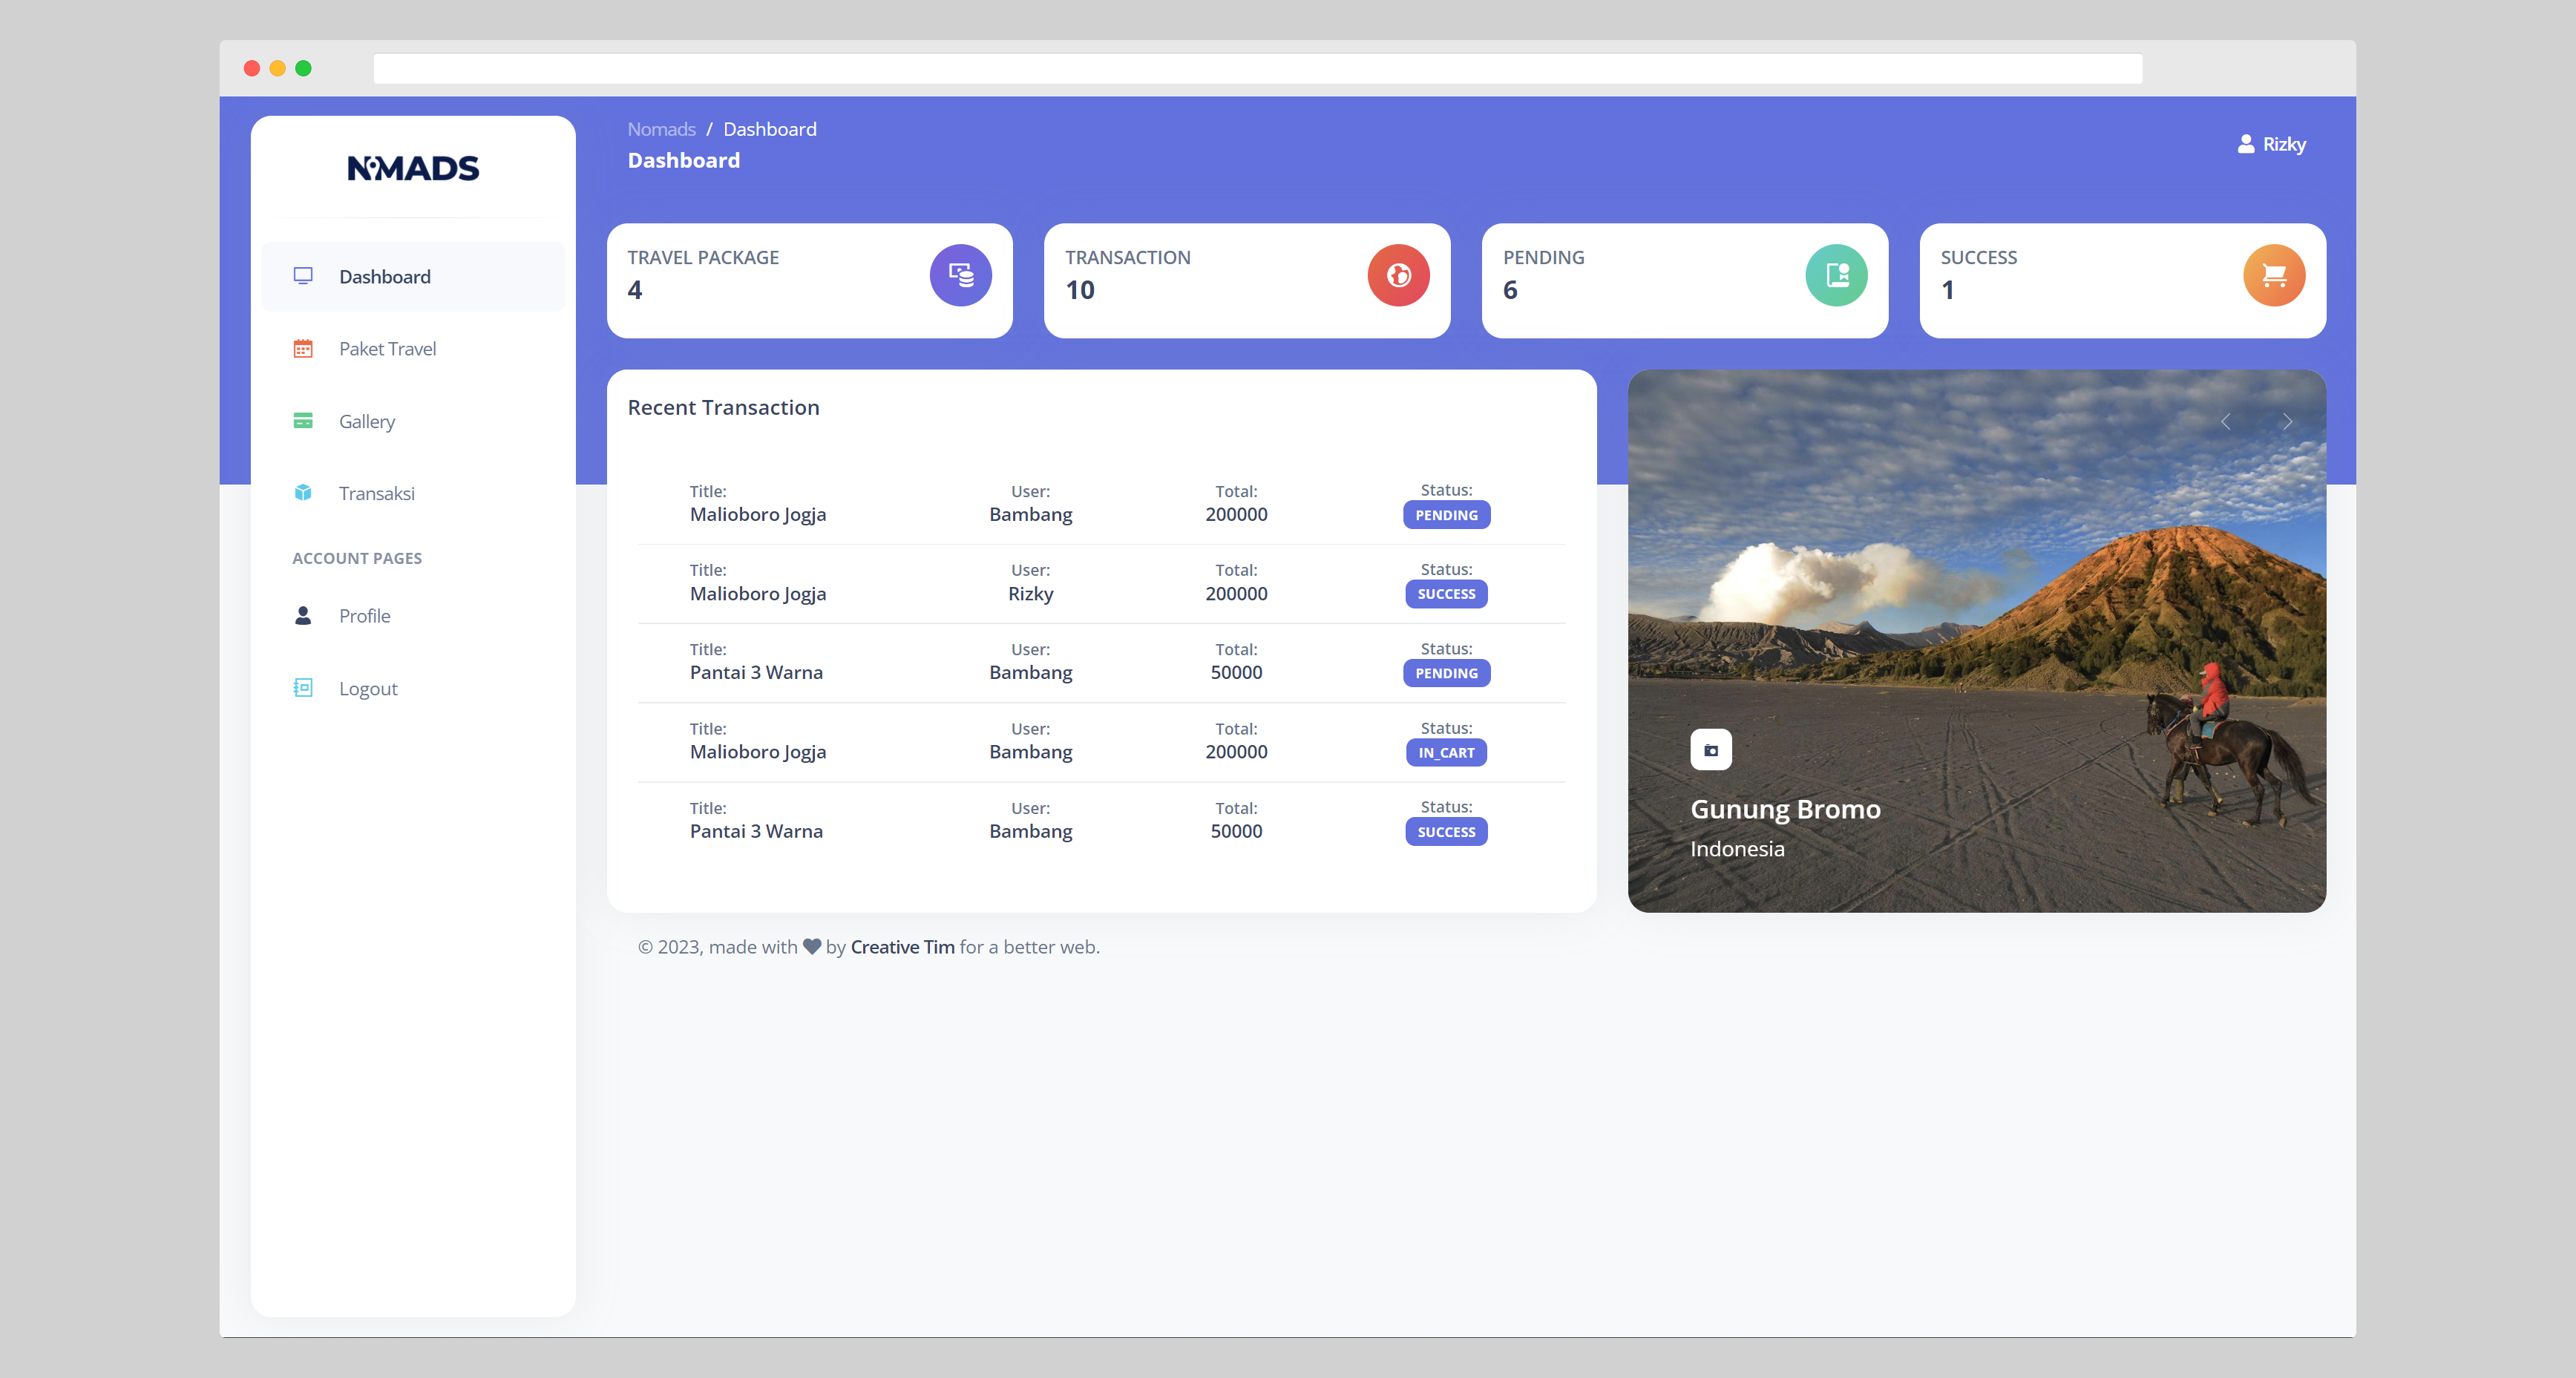 NOMADS
Dashboard
Paket Travel
Gallery
Transaksi
ACCOUNT PAGES
Profile
Logout
Nomads / Dashboard
Dashboard
Rizky
TRAVEL PACKAGE
4
TRANSACTION
10
PENDING
6
SUCCESS
1
Recent Transaction
Title: User: Total: Status:
Malioboro Jogja Bambang 200000 PENDING
Title: User: Total: Status:
Malioboro Jogja Rizky 200000 SUCCESS
Title: User: Total: Status:
Pantai 3 Warna Bambang 50000 PENDING
Title: User: Total: Status:
Malioboro Jogja Bambang 200000 IN_CART
Title: User: Total: Status:
Pantai 3 Warna Bambang 50000 SUCCESS
Gunung Bromo
Indonesia
© 2023, made with ♥ by Creative Tim for a better web.